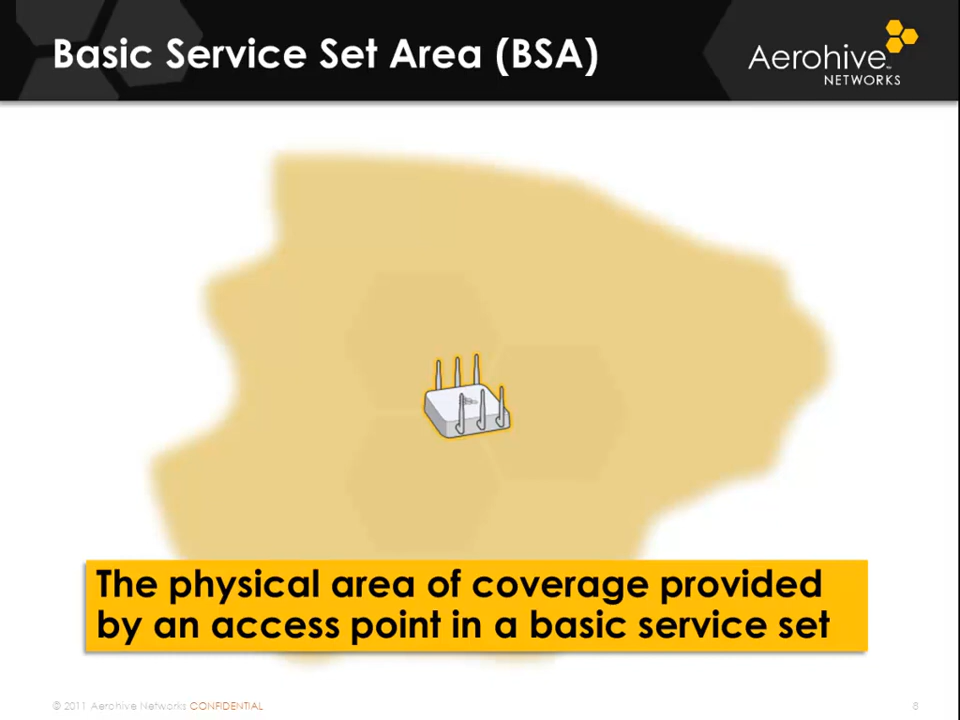 Basic Service Set Area (BSA)
Aerohive
NETWORKS
The physical area of coverage provided
by an access point in a basic service set
© 2011 Aerohive Networks CONFIDENTIAL
8